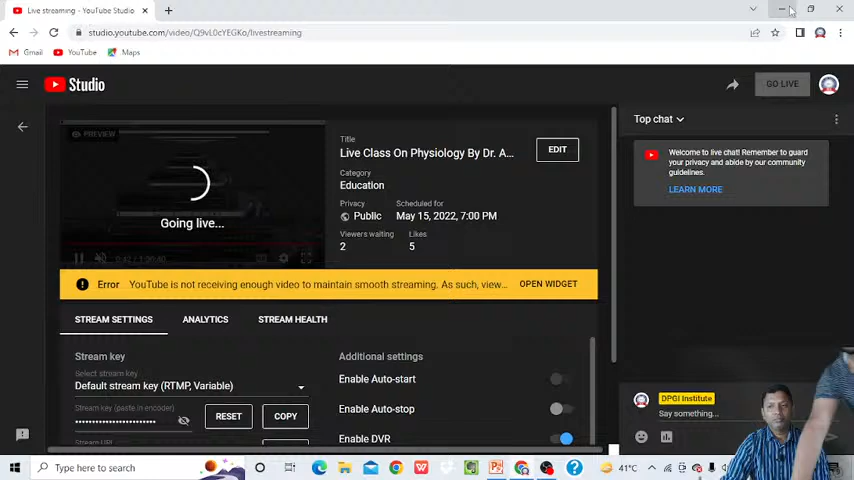 Live streaming - YouTube Studio
studio.youtube.com/video/Q9vL0cYEGKo/livestreaming
Gmail
YouTube
Maps
Studio
GO LIVE
PREVIEW
Going live...
Title
Live Class On Physiology By Dr. A...
EDIT
Category
Education
Privacy
Public
Scheduled for
May 15, 2022, 7:00 PM
Viewers waiting
2
Likes
5
Top chat
Welcome to live chat! Remember to guard
your privacy and abide by our community
guidelines.
LEARN MORE
Error YouTube is not receiving enough video to maintain smooth streaming. As such, view...
OPEN WIDGET
STREAM SETTINGS
ANALYTICS
STREAM HEALTH
Stream key
Select stream key
Default stream key (RTMP, Variable)
Stream key (paste in encoder)
RESET
COPY
Stream URL
Additional settings
Enable Auto-start
Enable Auto-stop
Enable DVR
DPGI Institute
Say something...
Type here to search
41°C